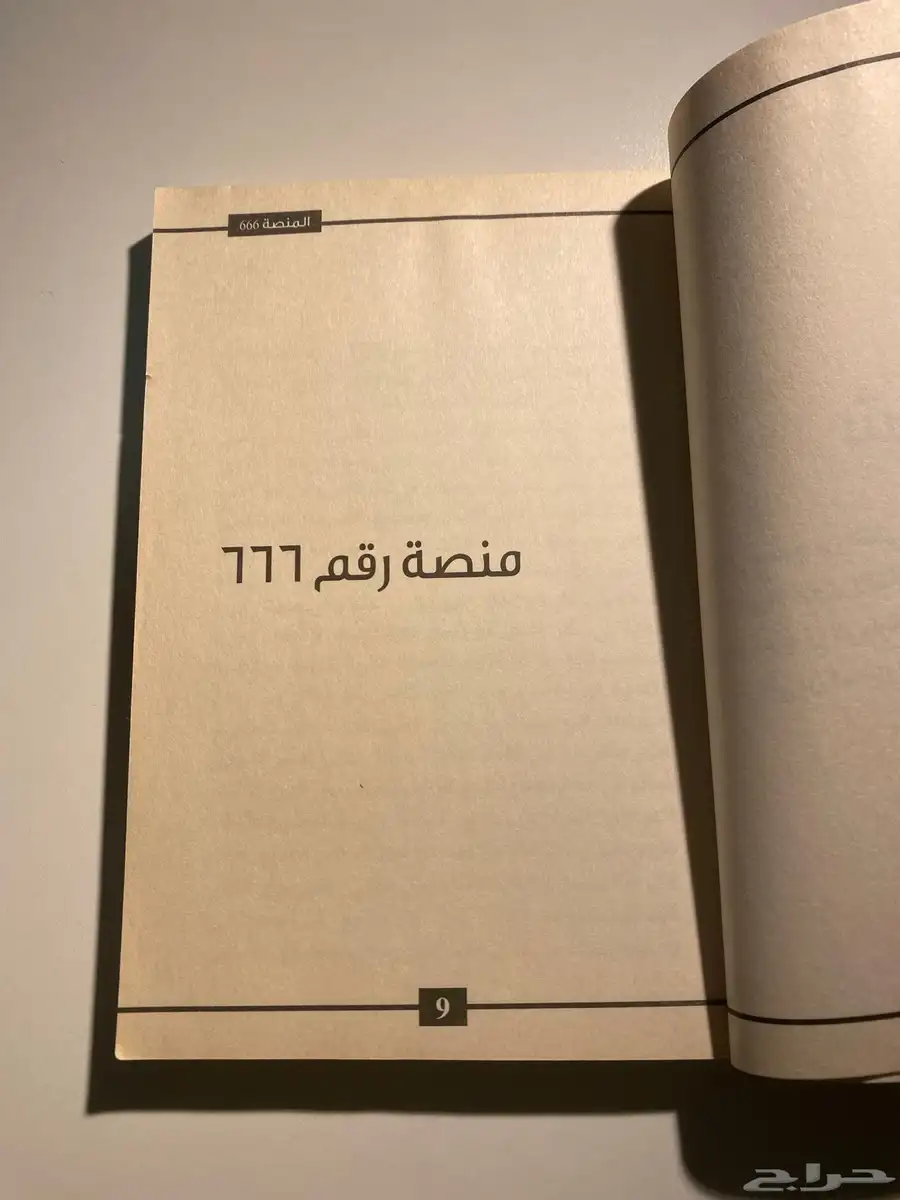 المنصة 666
منصة رقم ٦٦٦
9
حراج